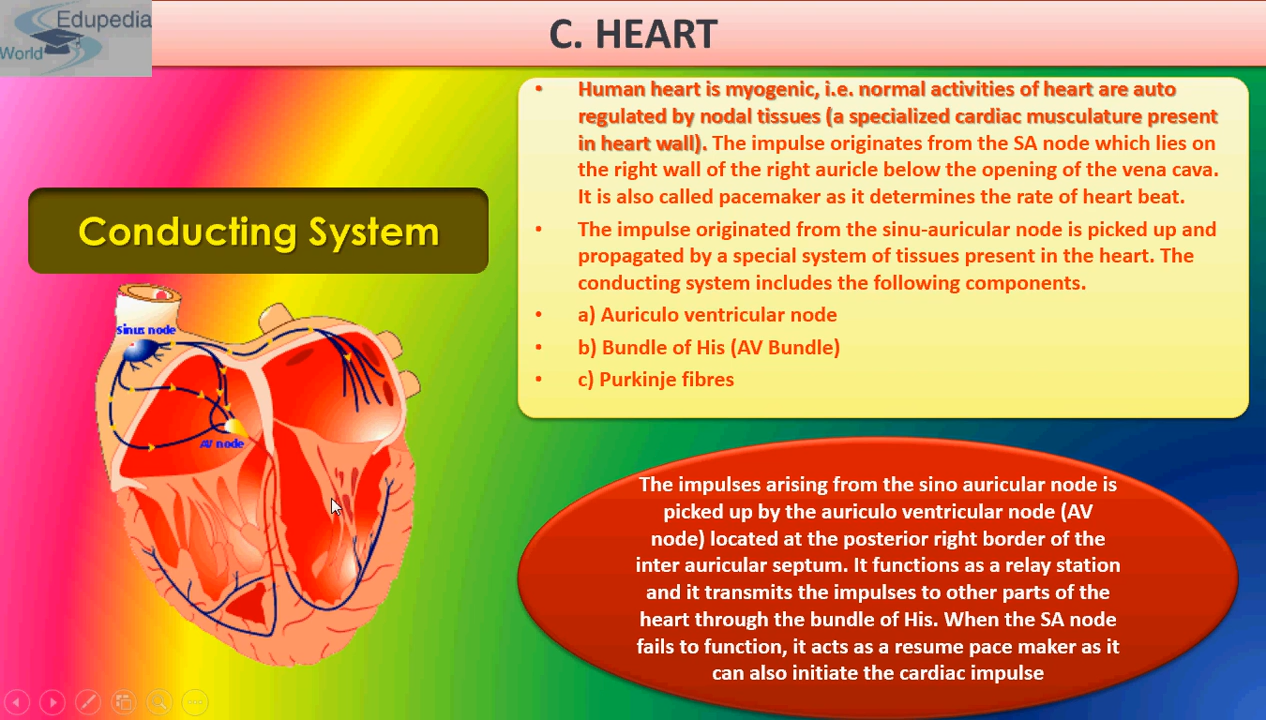 Edupedia
World
C. HEART
• Human heart is myogenic, i.e. normal activities of heart are auto
regulated by nodal tissues (a specialized cardiac musculature present
in heart wall). The impulse originates from the SA node which lies on
the right wall of the right auricle below the opening of the vena cava.
It is also called pacemaker as it determines the rate of heart beat.
• The impulse originated from the sinu-auricular node is picked up and
propagated by a special system of tissues present in the heart. The
conducting system includes the following components.
• a) Auriculo ventricular node
• b) Bundle of His (AV Bundle)
• c) Purkinje fibres
Conducting System
Sinus node
AV node
The impulses arising from the sino auricular node is
picked up by the auriculo ventricular node (AV
node) located at the posterior right border of the
inter auricular septum. It functions as a relay station
and it transmits the impulses to other parts of the
heart through the bundle of His. When the SA node
fails to function, it acts as a resume pace maker as it
can also initiate the cardiac impulse